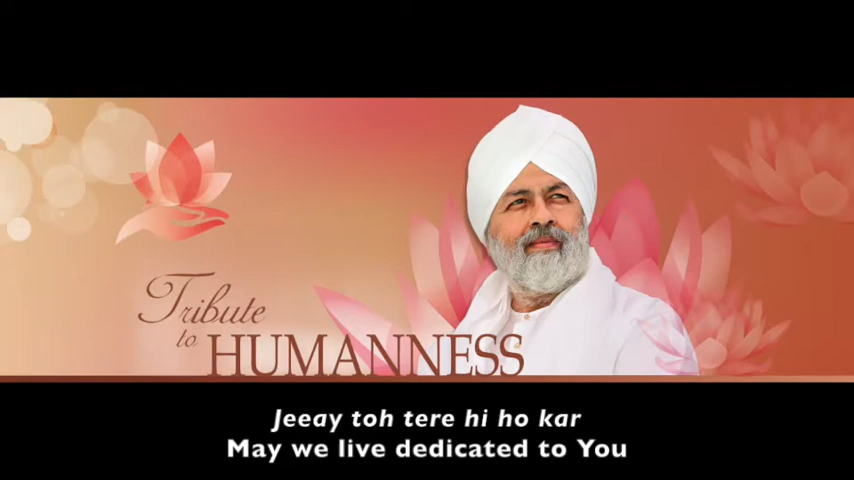 Tribute
to HUMANNESS
Jeeay toh tere hi ho kar
May we live dedicated to You